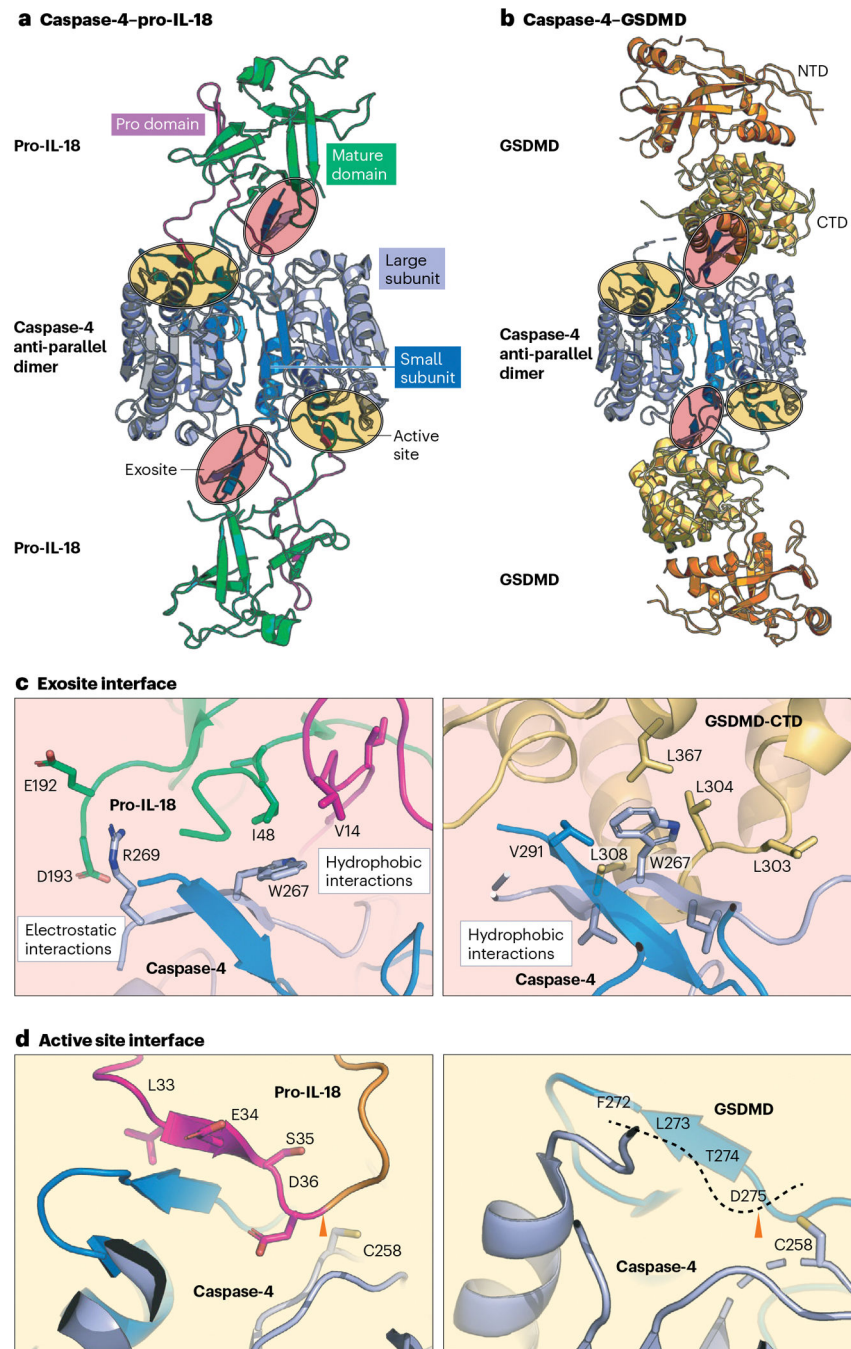 a Caspase-4–pro-IL-18
Pro domain
Pro-IL-18
Mature
domain
Large
subunit
Caspase-4
anti-parallel
dimer
Small
subunit
Exosite
Active
site
Pro-IL-18
b Caspase-4–GSDMD
NTD
GSDMD
CTD
Caspase-4
anti-parallel
dimer
GSDMD
c Exosite interface
E192
Pro-IL-18
I48
V14
R269
D193
W267
Hydrophobic
interactions
Electrostatic
interactions
Caspase-4
GSDMD-CTD
L367
L304
V291
L308
W267
L303
Hydrophobic
interactions
Caspase-4
d Active site interface
L33
Pro-IL-18
E34
S35
D36
C258
Caspase-4
F272
GSDMD
L273
T274
D275
C258
Caspase-4